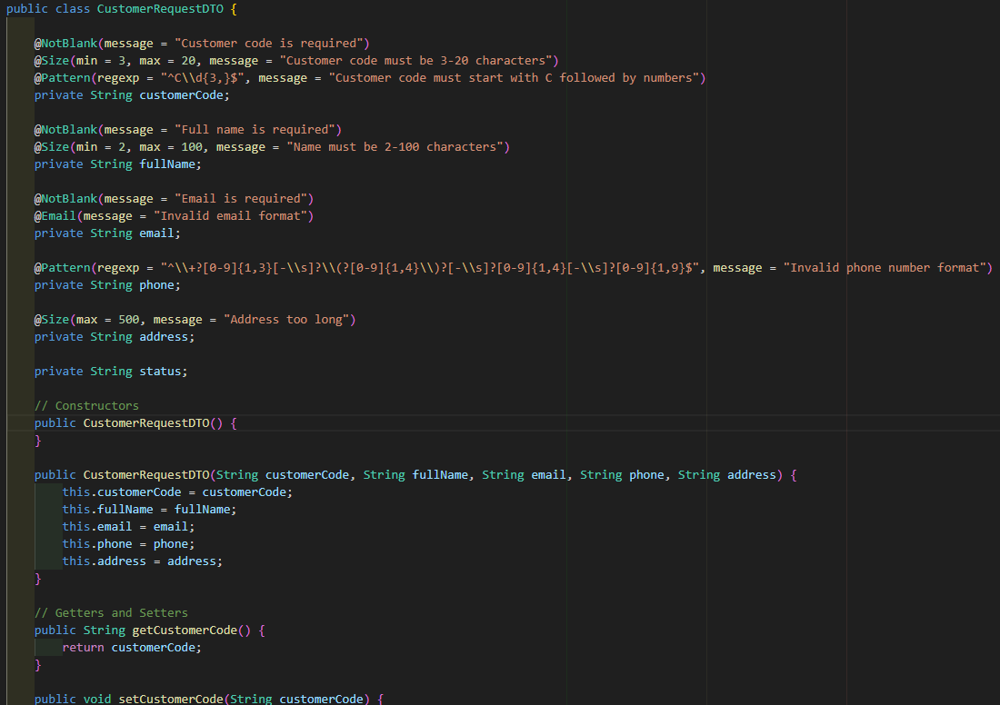 public class CustomerRequestDTO {
@NotBlank(message = "Customer code is required")
@Size(min = 3, max = 20, message = "Customer code must be 3-20 characters")
@Pattern(regexp = "^C\\d{3,}$", message = "Customer code must start with C followed by numbers")
private String customerCode;
@NotBlank(message = "Full name is required")
@Size(min = 2, max = 100, message = "Name must be 2-100 characters")
private String fullName;
@NotBlank(message = "Email is required")
@Email(message = "Invalid email format")
private String email;
@Pattern(regexp = "^\\+?[0-9]{1,3}[-\\s]?\\(?[0-9]{1,4}\\)?[-\\s]?[0-9]{1,4}[-\\s]?[0-9]{1,9}$", message = "Invalid phone number format")
private String phone;
@Size(max = 500, message = "Address too long")
private String address;
private String status;
// Constructors
public CustomerRequestDTO() {
}
public CustomerRequestDTO(String customerCode, String fullName, String email, String phone, String address) {
this.customerCode = customerCode;
this.fullName = fullName;
this.email = email;
this.phone = phone;
this.address = address;
}
// Getters and Setters
public String getCustomerCode() {
return customerCode;
}
public void setCustomerCode(String customerCode) {